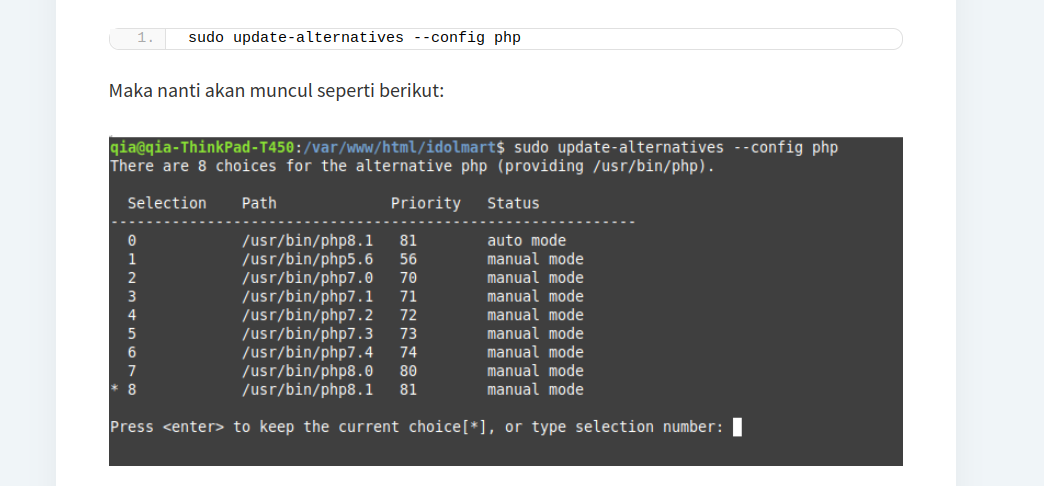 1. sudo update-alternatives --config php
Maka nanti akan muncul seperti berikut:
qia@qia-ThinkPad-T450:/var/www/html/idolmart$ sudo update-alternatives --config php
There are 8 choices for the alternative php (providing /usr/bin/php).
Selection Path Priority Status
------------------------------------------------------------
0 /usr/bin/php8.1 81 auto mode
1 /usr/bin/php5.6 56 manual mode
2 /usr/bin/php7.0 70 manual mode
3 /usr/bin/php7.1 71 manual mode
4 /usr/bin/php7.2 72 manual mode
5 /usr/bin/php7.3 73 manual mode
6 /usr/bin/php7.4 74 manual mode
7 /usr/bin/php8.0 80 manual mode
* 8 /usr/bin/php8.1 81 manual mode
Press <enter> to keep the current choice[*], or type selection number: